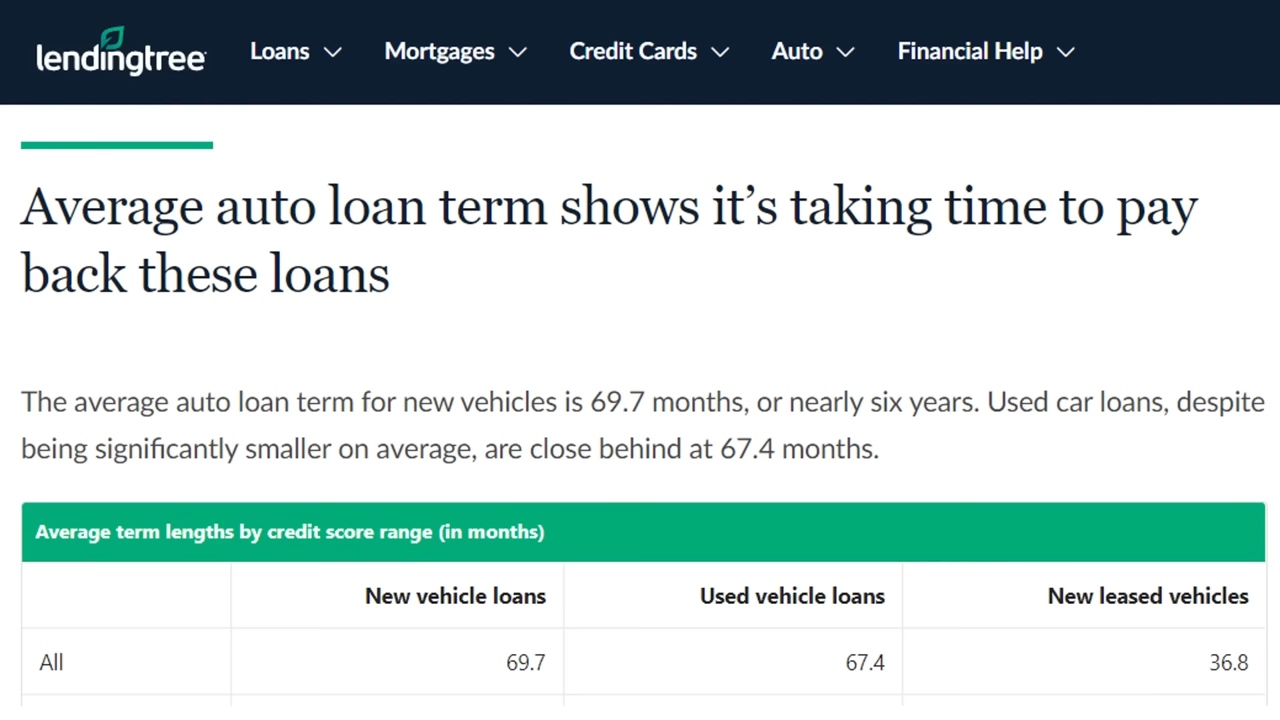 lendingtree Loans Mortgages Credit Cards Auto Financial Help
Average auto loan term shows it’s taking time to pay
back these loans
The average auto loan term for new vehicles is 69.7 months, or nearly six years. Used car loans, despite
being significantly smaller on average, are close behind at 67.4 months.
Average term lengths by credit score range (in months)
New vehicle loans Used vehicle loans New leased vehicles
All 69.7 67.4 36.8